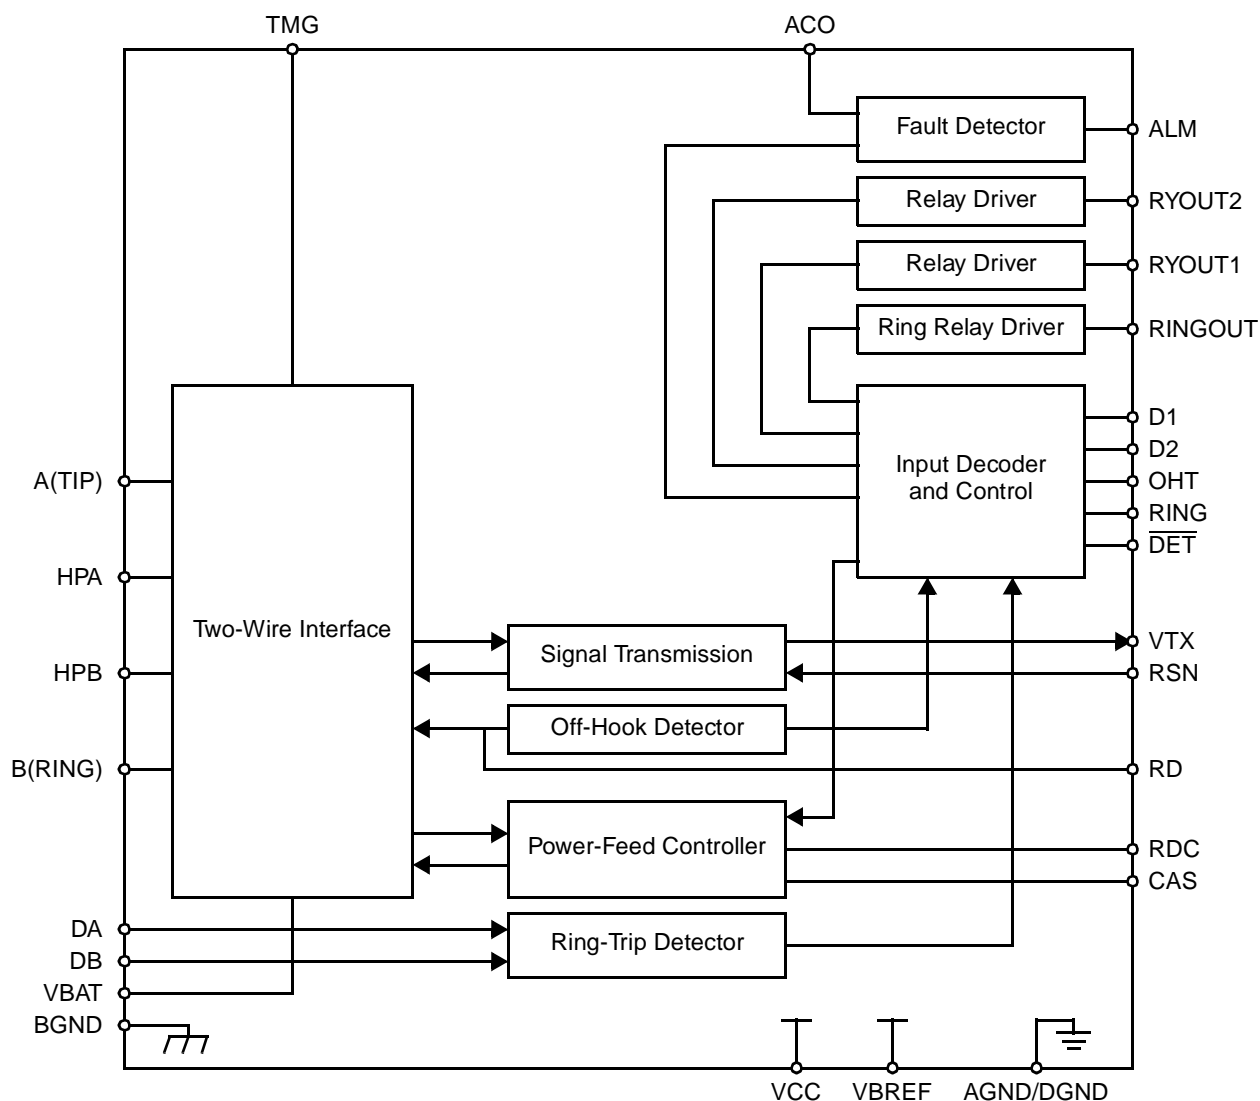 TMG
ACO
Fault Detector
ALM
Relay Driver
RYOUT2
Relay Driver
RYOUT1
Ring Relay Driver
RINGOUT
D1
D2
Input Decoder
and Control
OHT
RING
DET
A(TIP)
HPA
Two-Wire Interface
HPB
B(RING)
Signal Transmission
VTX
RSN
Off-Hook Detector
RD
Power-Feed Controller
RDC
CAS
DA
DB
Ring-Trip Detector
VBAT
BGND
VCC
VBREF
AGND/DGND